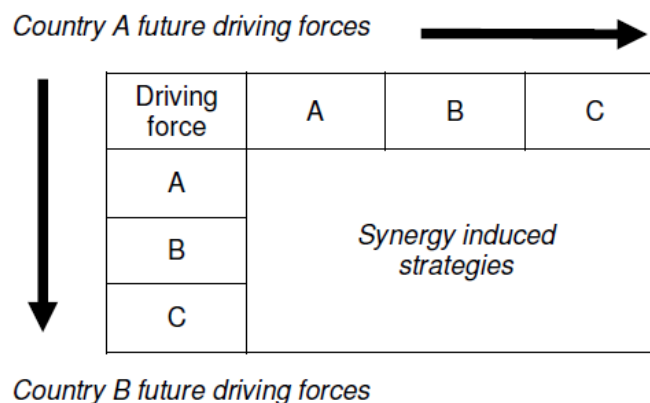 Country A future driving forces
Driving
force
A
B
C
A
B
C
Synergy induced
strategies
Country B future driving forces